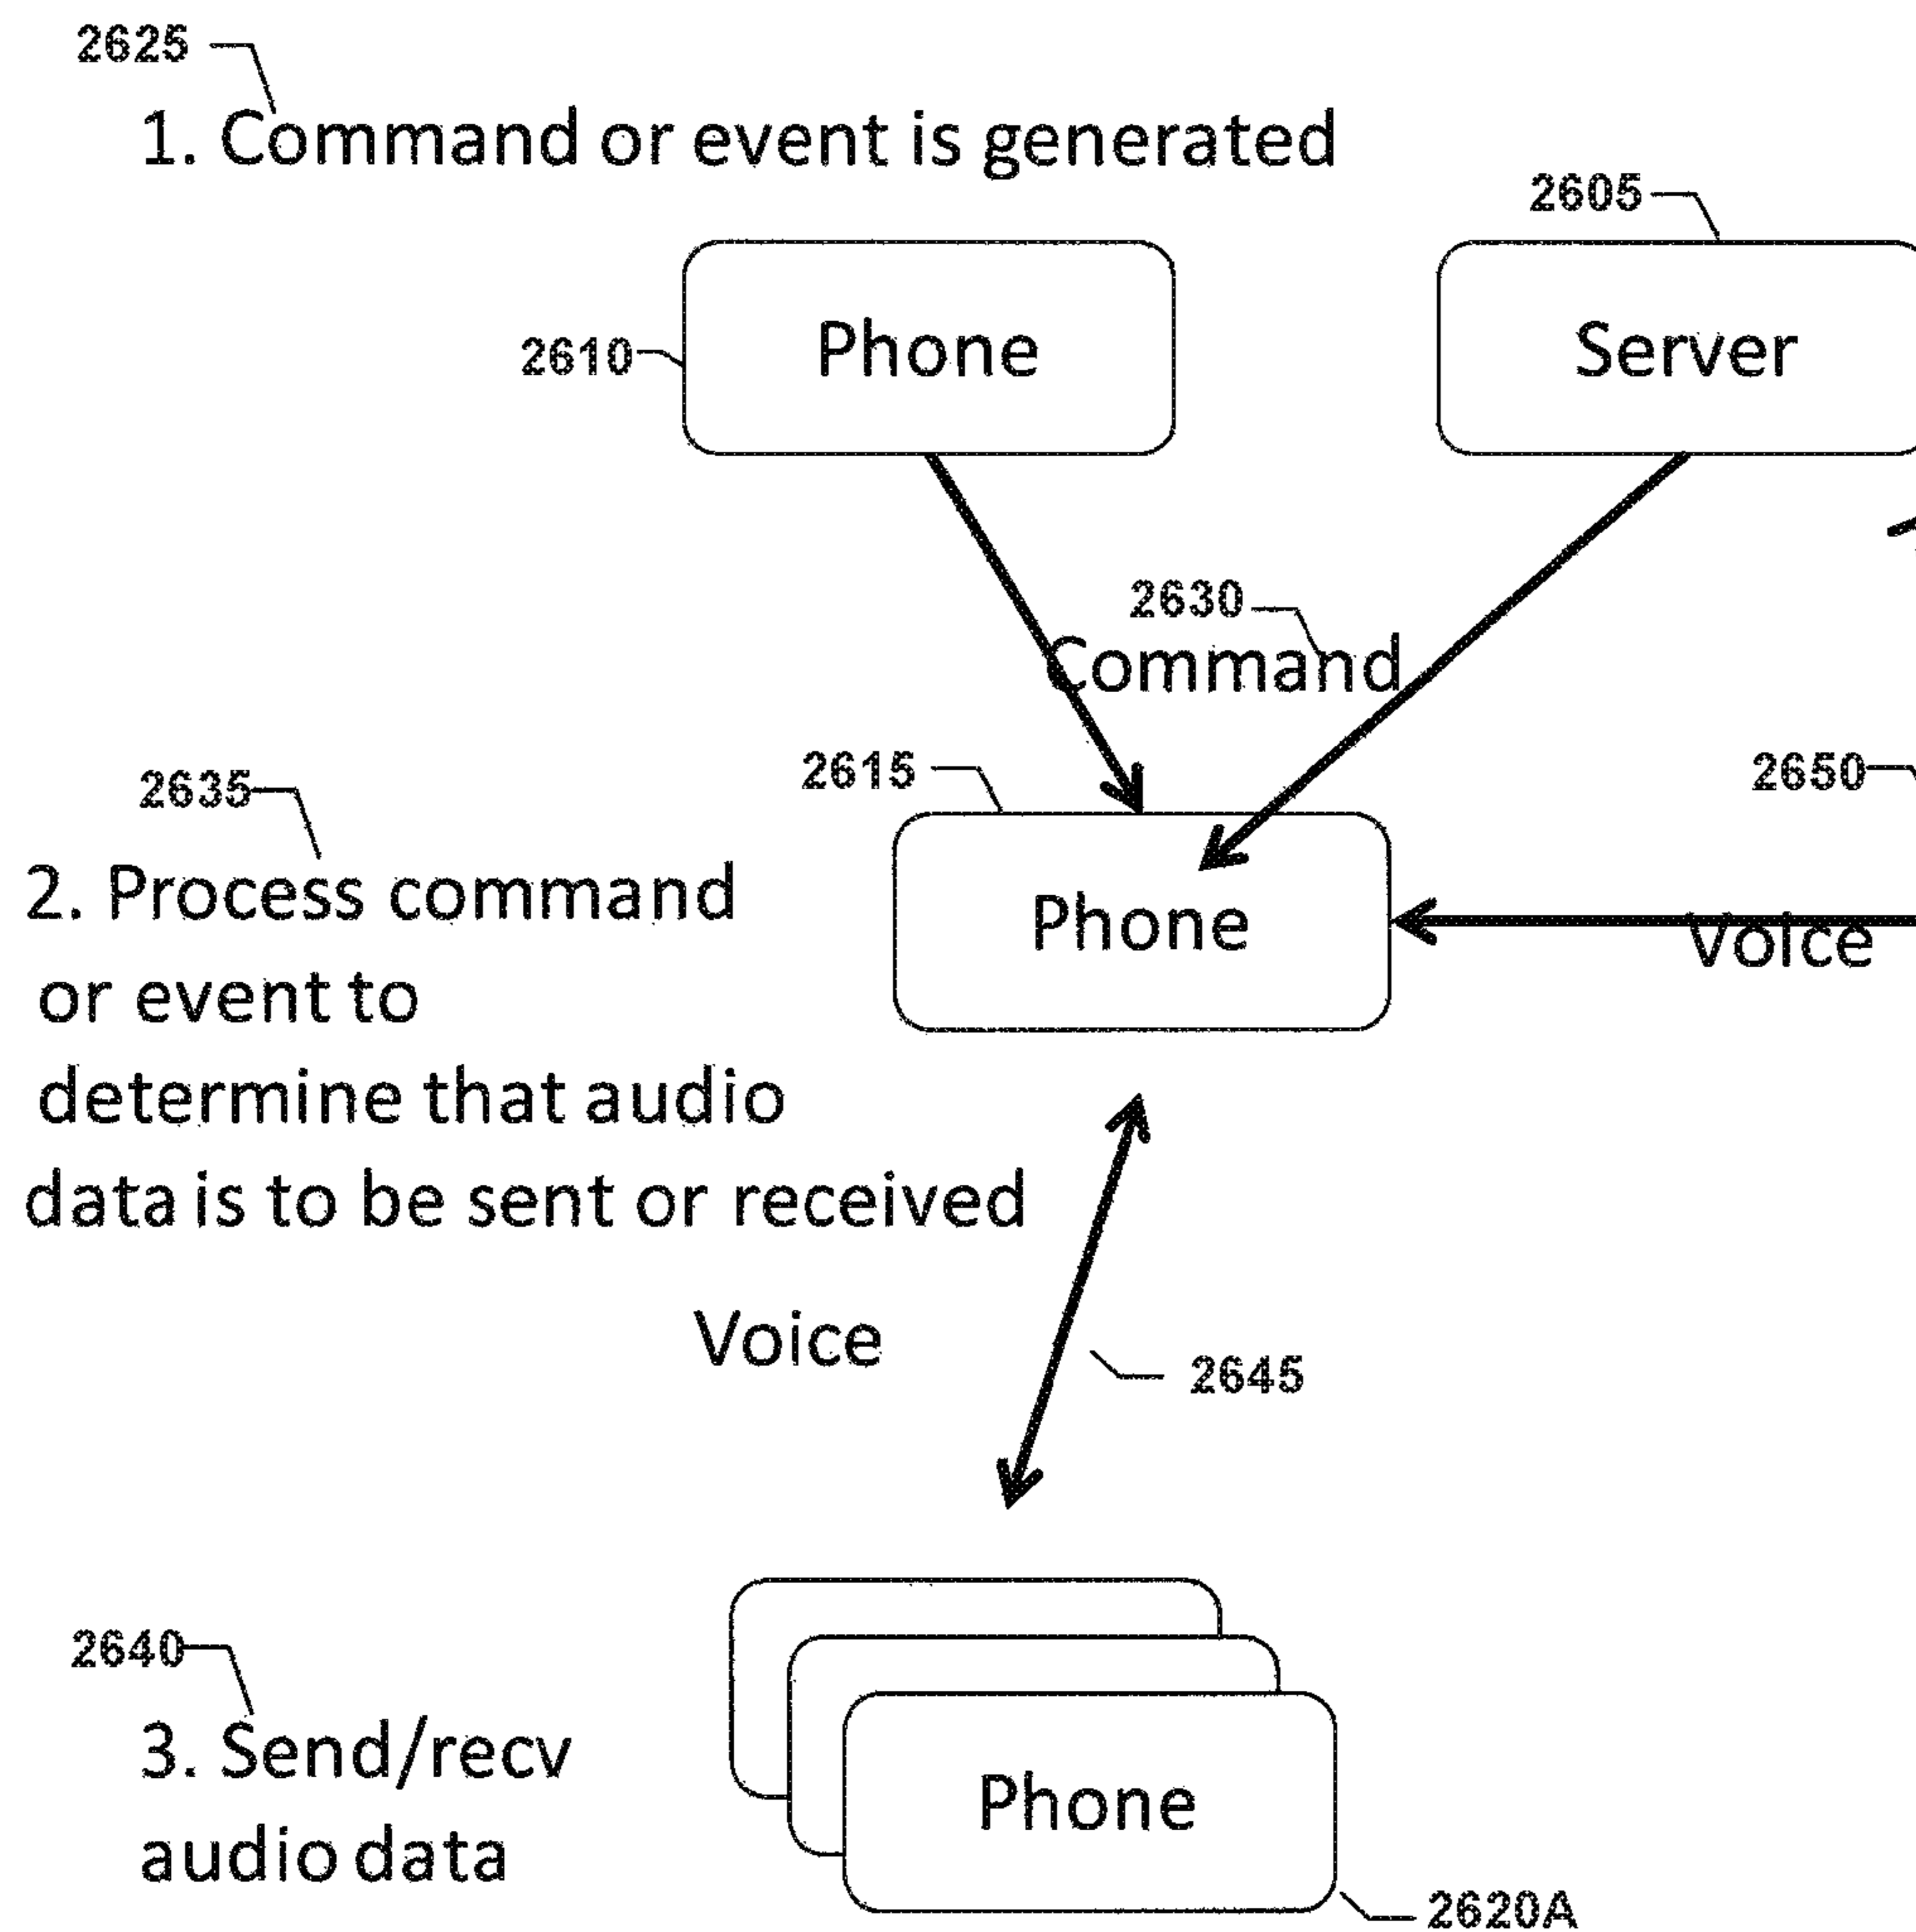 2625
1. Command or event is generated
2605
2610
Phone
Server
2630
Command
2615
2650
2635
2. Process command
or event to
determine that audio
data is to be sent or received
Phone
Voice
Voice
2645
2640
3. Send/recv
audio data
Phone
2620A